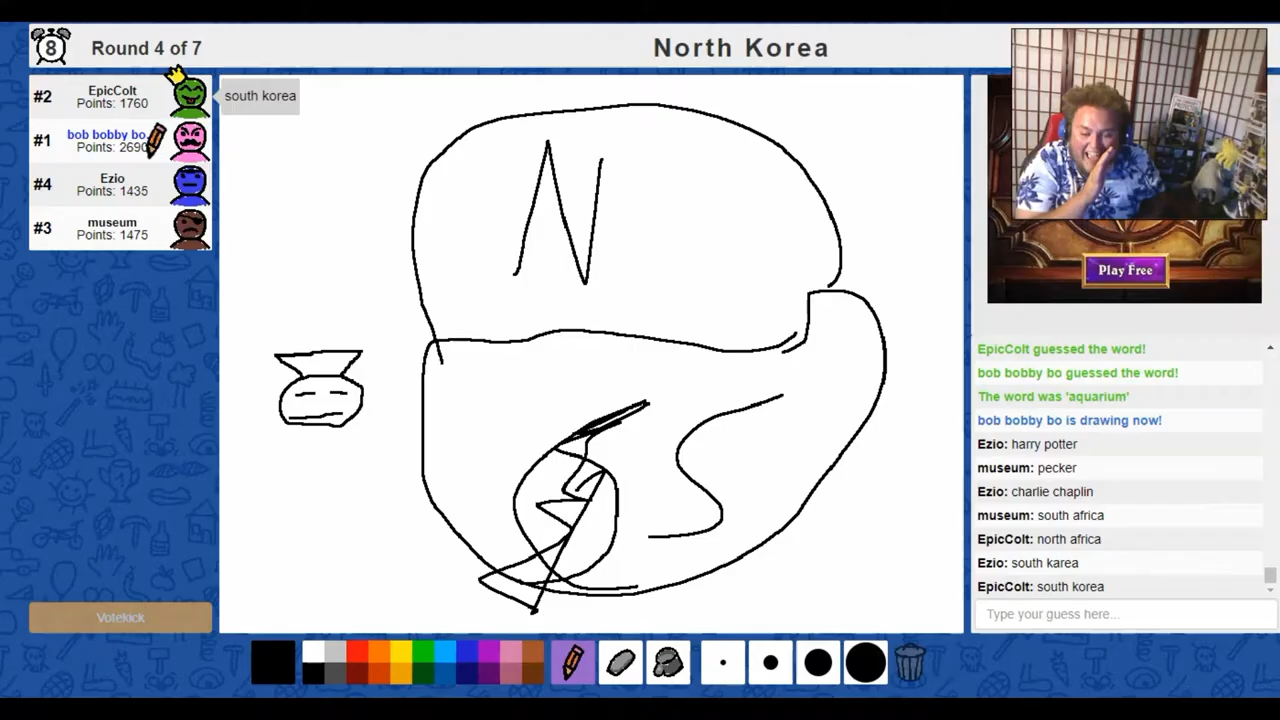 8
Round 4 of 7
North Korea
#2
EpicColt
Points: 1760
south korea
#1
bob bobby bo
Points: 2690
#4
Ezio
Points: 1435
#3
museum
Points: 1475
N
S
Play Free
EpicColt guessed the word!
bob bobby bo guessed the word!
The word was 'aquarium'
bob bobby bo is drawing now!
Ezio: harry potter
museum: pecker
Ezio: charlie chaplin
museum: south africa
EpicColt: north africa
Ezio: south karea
EpicColt: south korea
Type your guess here...
Votekick